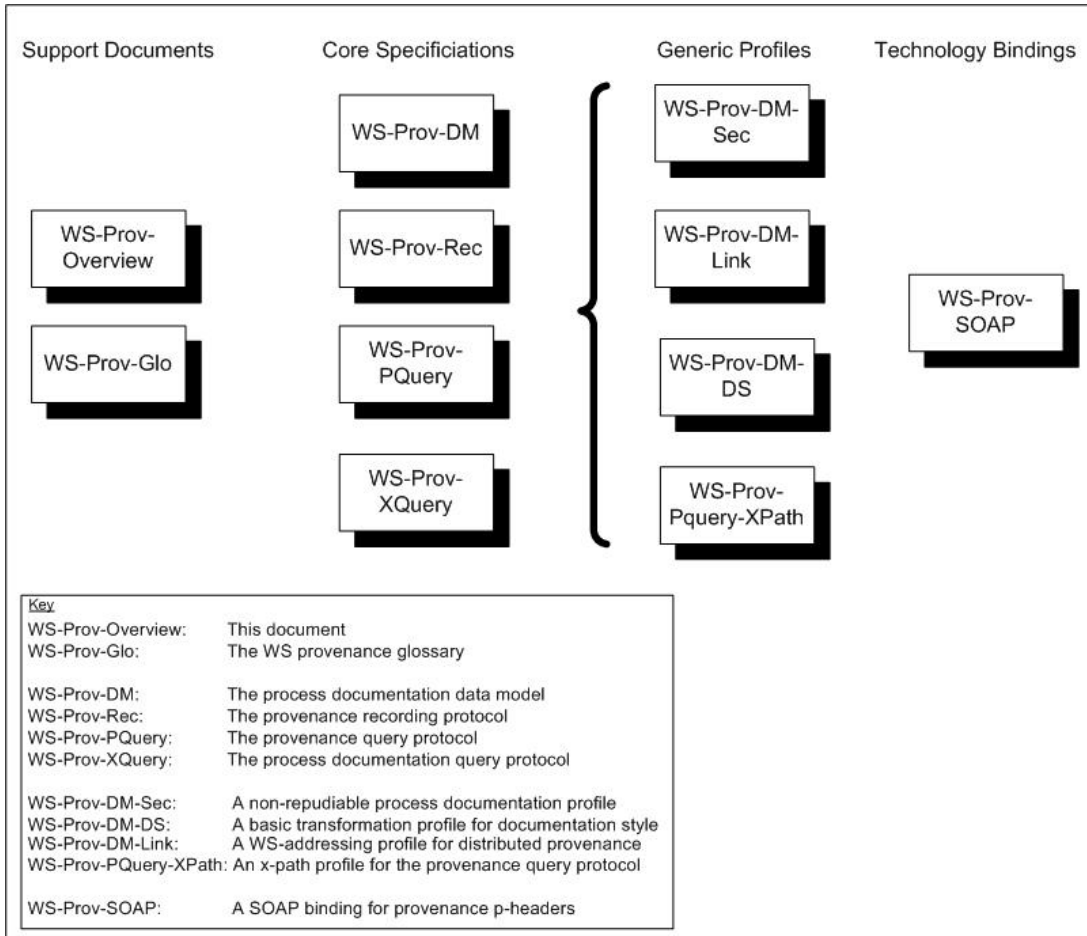 Support Documents
Core Specificiations
Generic Profiles
Technology Bindings
WS-Prov-DM
WS-Prov-DM-
Sec
WS-Prov-
Overview
WS-Prov-Rec
WS-Prov-DM-
Link
WS-Prov-
SOAP
WS-Prov-Glo
WS-Prov-
PQuery
WS-Prov-DM-
DS
WS-Prov-
XQuery
WS-Prov-
Pquery-XPath
Key
WS-Prov-Overview: This document
WS-Prov-Glo: The WS provenance glossary
WS-Prov-DM: The process documentation data model
WS-Prov-Rec: The provenance recording protocol
WS-Prov-PQuery: The provenance query protocol
WS-Prov-XQuery: The process documentation query protocol
WS-Prov-DM-Sec: A non-repudiable process documentation profile
WS-Prov-DM-DS: A basic transformation profile for documentation style
WS-Prov-DM-Link: A WS-addressing profile for distributed provenance
WS-Prov-PQuery-XPath: An x-path profile for the provenance query protocol
WS-Prov-SOAP: A SOAP binding for provenance p-headers